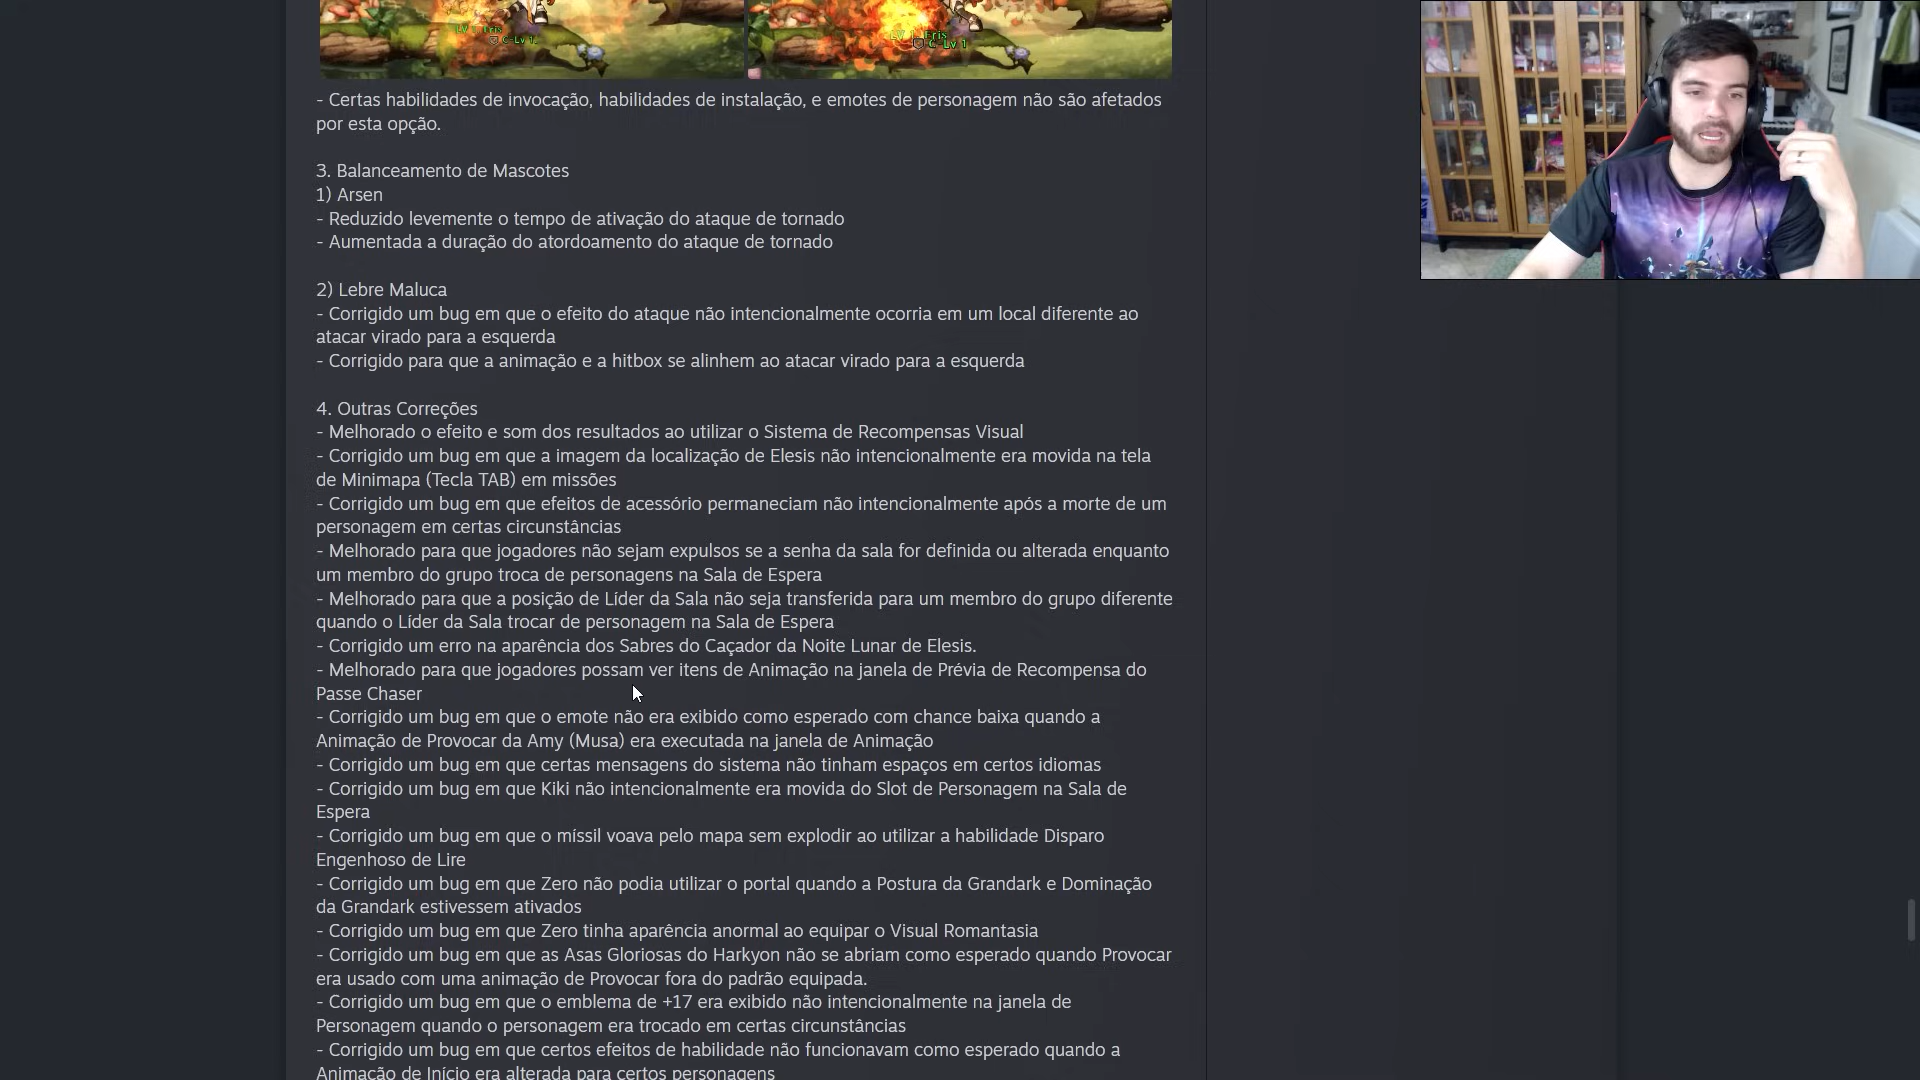 LV 1 Eris
C-Lv 1
LV 1 Eris
C-Lv 1
- Certas habilidades de invocação, habilidades de instalação, e emotes de personagem não são afetados
por esta opção.
3. Balanceamento de Mascotes
1) Arsen
- Reduzido levemente o tempo de ativação do ataque de tornado
- Aumentada a duração do atordoamento do ataque de tornado
2) Lebre Maluca
- Corrigido um bug em que o efeito do ataque não intencionalmente ocorria em um local diferente ao
atacar virado para a esquerda
- Corrigido para que a animação e a hitbox se alinhem ao atacar virado para a esquerda
4. Outras Correções
- Melhorado o efeito e som dos resultados ao utilizar o Sistema de Recompensas Visual
- Corrigido um bug em que a imagem da localização de Elesis não intencionalmente era movida na tela
de Minimapa (Tecla TAB) em missões
- Corrigido um bug em que efeitos de acessório permaneciam não intencionalmente após a morte de um
personagem em certas circunstâncias
- Melhorado para que jogadores não sejam expulsos se a senha da sala for definida ou alterada enquanto
um membro do grupo troca de personagens na Sala de Espera
- Melhorado para que a posição de Líder da Sala não seja transferida para um membro do grupo diferente
quando o Líder da Sala trocar de personagem na Sala de Espera
- Corrigido um erro na aparência dos Sabres do Caçador da Noite Lunar de Elesis.
- Melhorado para que jogadores possam ver itens de Animação na janela de Prévia de Recompensa do
Passe Chaser
- Corrigido um bug em que o emote não era exibido como esperado com chance baixa quando a
Animação de Provocar da Amy (Musa) era executada na janela de Animação
- Corrigido um bug em que certas mensagens do sistema não tinham espaços em certos idiomas
- Corrigido um bug em que Kiki não intencionalmente era movida do Slot de Personagem na Sala de
Espera
- Corrigido um bug em que o míssil voava pelo mapa sem explodir ao utilizar a habilidade Disparo
Engenhoso de Lire
- Corrigido um bug em que Zero não podia utilizar o portal quando a Postura da Grandark e Dominação
da Grandark estivessem ativados
- Corrigido um bug em que Zero tinha aparência anormal ao equipar o Visual Romantasia
- Corrigido um bug em que as Asas Gloriosas do Harkyon não se abriam como esperado quando Provocar
era usado com uma animação de Provocar fora do padrão equipada.
- Corrigido um bug em que o emblema de +17 era exibido não intencionalmente na janela de
Personagem quando o personagem era trocado em certas circunstâncias
- Corrigido um bug em que certos efeitos de habilidade não funcionavam como esperado quando a
Animação de Início era alterada para certos personagens